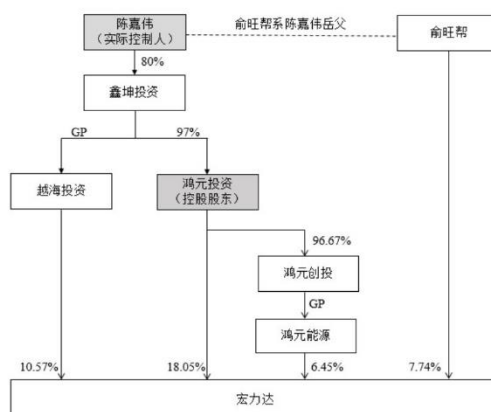 陈嘉伟
(实际控制人)
俞旺帮系陈嘉伟岳父
俞旺帮
80%
鑫坤投资
GP
97%
越海投资
鸿元投资
(控股股东)
96.67%
鸿元创投
GP
鸿元能源
10.57%
18.05%
6.45%
7.74%
宏力达